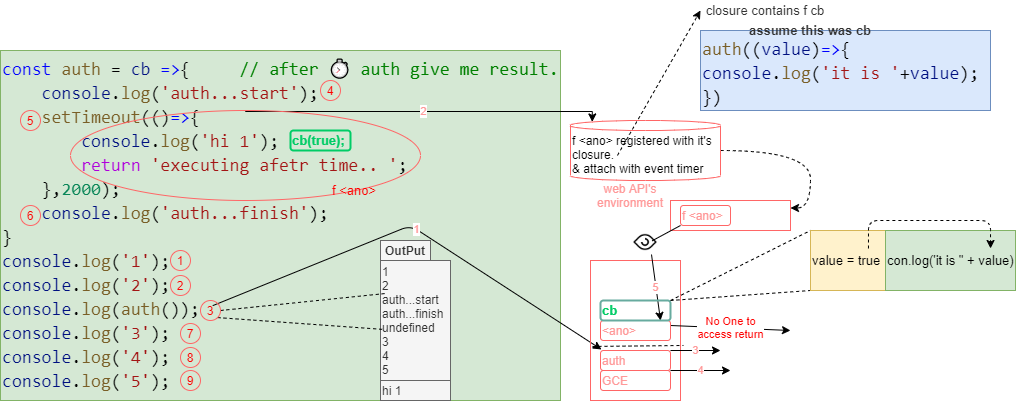 closure contains f cb
assume this was cb
auth((value)=>{
console.log('it is '+value);
})
const auth = cb =>{ // after auth give me result.
console.log('auth...start'); 4
5 setTimeout(()=>{
2
console.log('hi 1'); cb(true);
return 'executing afetr time.. ';
},2000);
f <ano>
6 console.log('auth...finish');
}
console.log('1'); 1
console.log('2'); 2
console.log(auth()); 3
console.log('3'); 7
console.log('4'); 8
console.log('5'); 9
1
OutPut
1
2
auth...start
auth...finish
undefined
3
4
5
hi 1
f <ano> registered with it's
closure.
& attach with event timer
web API's
environment
f <ano>
5
cb
<ano>
No One to
access return
3
auth
4
GCE
value = true
con.log('it is " + value)